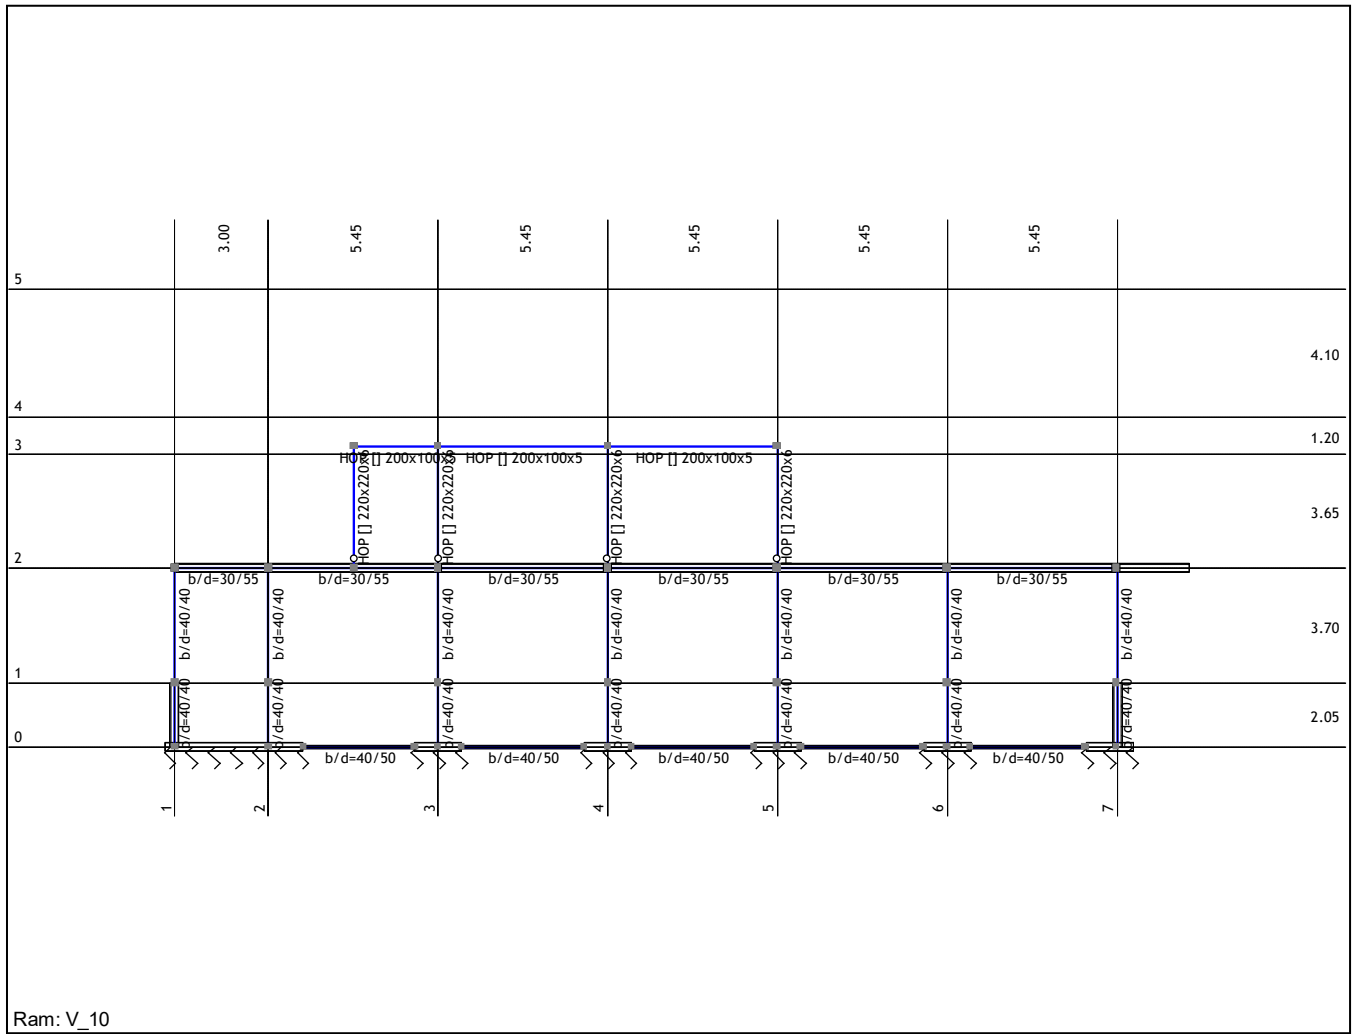 3.00
5.45
5.45
5.45
5.45
5.45
5
4.10
4
3
1.20
HOP [] 200x100x5
HOP [] 200x100x5
HOP [] 200x100x5
HOP [] 220x220x6
HOP [] 220x220x6
HOP [] 220x220x6
HOP [] 220x220x6
3.65
2
b/d=30/55
b/d=30/55
b/d=30/55
b/d=30/55
b/d=30/55
b/d=30/55
b/d=40/40
b/d=40/40
b/d=40/40
b/d=40/40
b/d=40/40
b/d=40/40
b/d=40/40
3.70
1
b/d=40/40
b/d=40/40
b/d=40/40
b/d=40/40
b/d=40/40
b/d=40/40
b/d=40/40
2.05
0
b/d=40/50
b/d=40/50
b/d=40/50
b/d=40/50
b/d=40/50
1
2
3
4
5
6
7
Ram: V_10